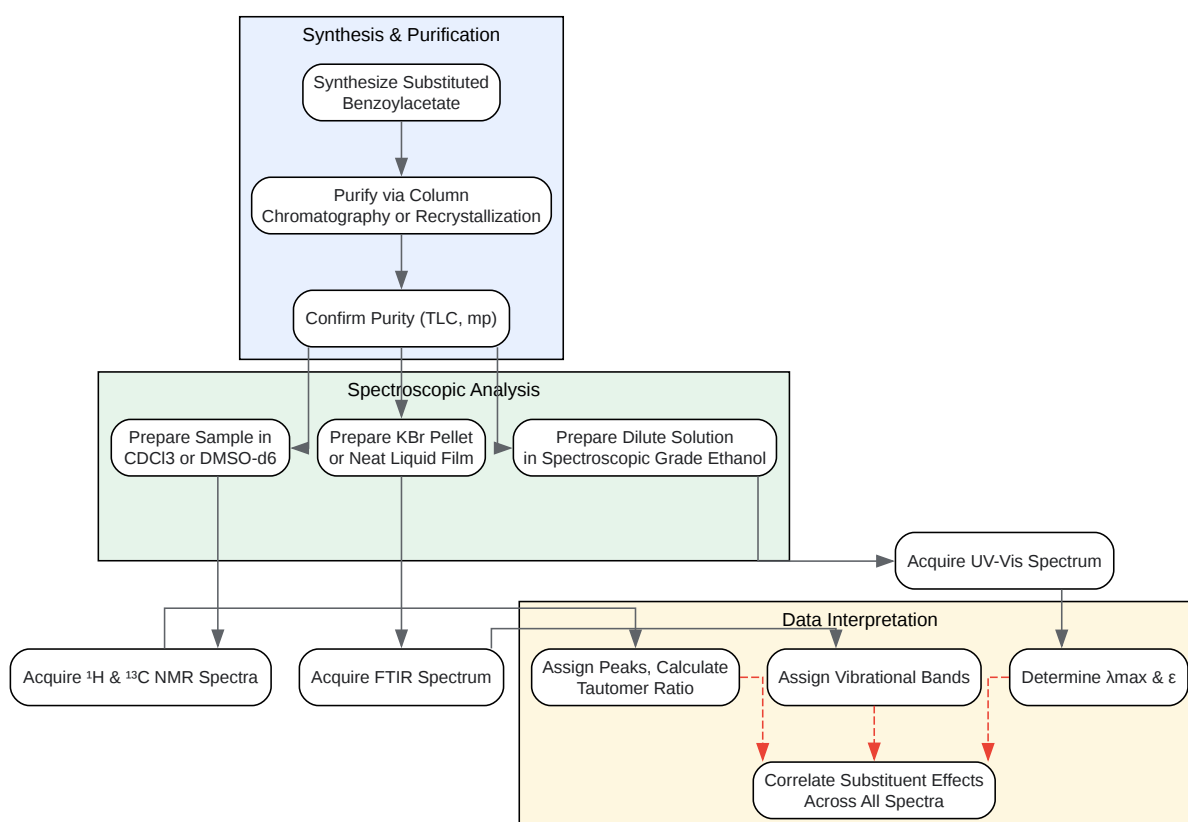 Synthesis & Purification
Synthesize Substituted
Benzoylacetate
Purify via Column
Chromatography or Recrystallization
Confirm Purity (TLC, mp)
Spectroscopic Analysis
Prepare Sample in
CDCl3 or DMSO-d6
Prepare KBr Pellet
or Neat Liquid Film
Prepare Dilute Solution
in Spectroscopic Grade Ethanol
Acquire UV-Vis Spectrum
Data Interpretation
Acquire ¹H & ¹³C NMR Spectra
Acquire FTIR Spectrum
Assign Peaks, Calculate
Tautomer Ratio
Assign Vibrational Bands
Determine λmax & ε
Correlate Substituent Effects
Across All Spectra